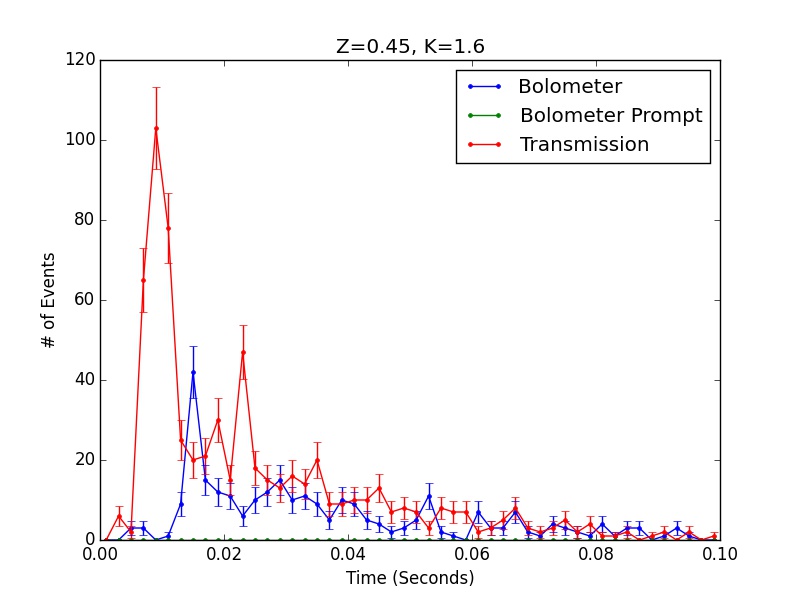 Z=0.45, K=1.6
120
100
80
60
40
20
0
# of Events
Bolometer
Bolometer Prompt
Transmission
0.00 0.02 0.04 0.06 0.08 0.10
Time (Seconds)